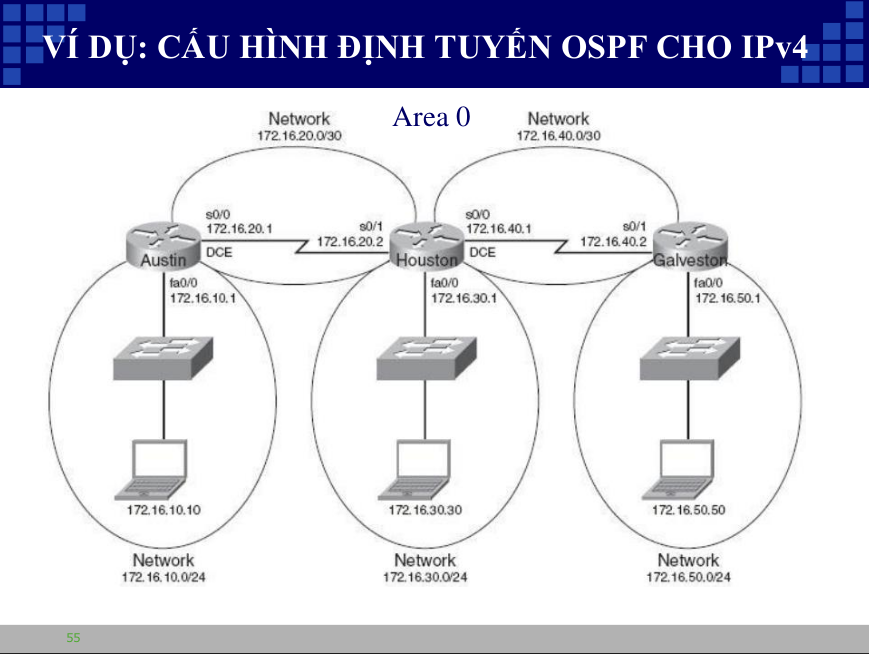 VÍ DỤ: CẤU HÌNH ĐỊNH TUYẾN OSPF CHO IPv4
Area 0
Network
172.16.20.0/30
Network
172.16.40.0/30
s0/0
172.16.20.1
DCE
s0/1
172.16.20.2
s0/0
172.16.40.1
DCE
s0/1
172.16.40.2
Austin
Houston
Galveston
fa0/0
172.16.10.1
fa0/0
172.16.30.1
fa0/0
172.16.50.1
172.16.10.10
172.16.30.30
172.16.50.50
Network
172.16.10.0/24
Network
172.16.30.0/24
Network
172.16.50.0/24
55